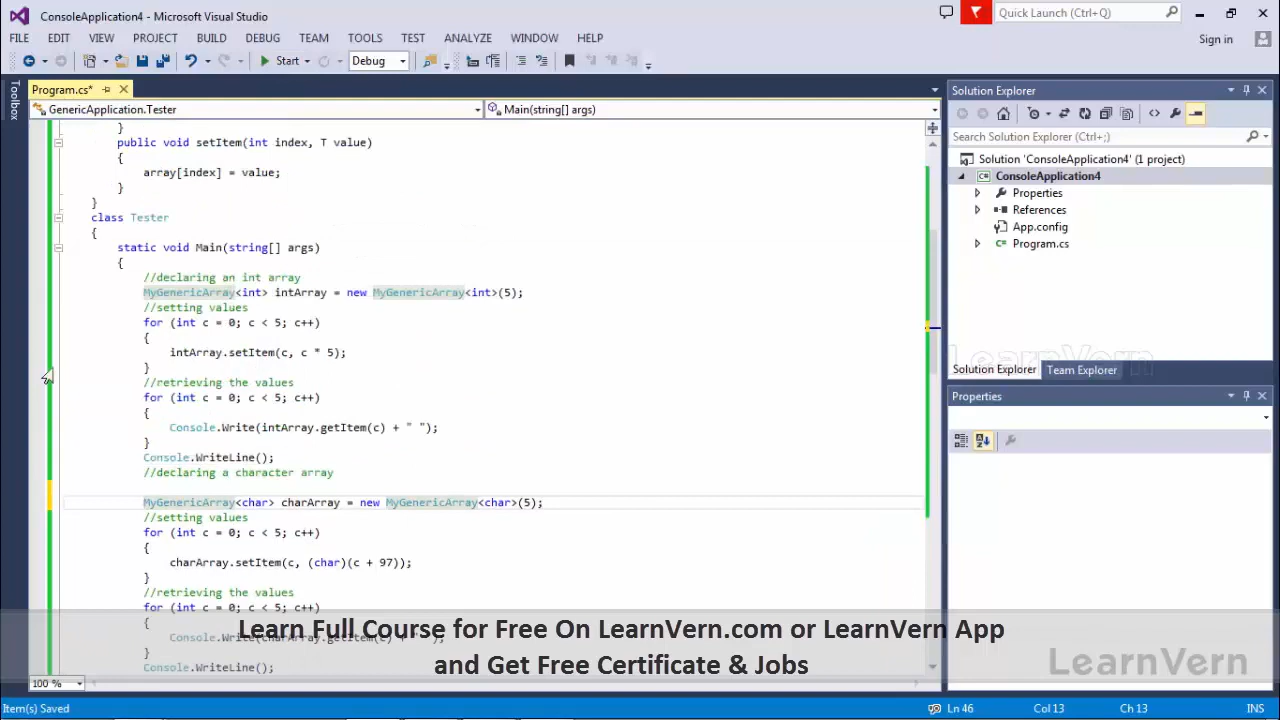 ConsoleApplication4 - Microsoft Visual Studio
Quick Launch (Ctrl+Q)
FILE EDIT VIEW PROJECT BUILD DEBUG TEAM TOOLS TEST ANALYZE WINDOW HELP
Sign in
Start
Debug
Toolbox
Program.cs*
GenericApplication.Tester
Main(string[] args)
}
public void setItem(int index, T value)
{
array[index] = value;
}
}
class Tester
{
static void Main(string[] args)
{
//declaring an int array
MyGenericArray<int> intArray = new MyGenericArray<int>(5);
//setting values
for (int c = 0; c < 5; c++)
{
intArray.setItem(c, c * 5);
}
//retrieving the values
for (int c = 0; c < 5; c++)
{
Console.Write(intArray.getItem(c) + " ");
}
Console.WriteLine();
//declaring a character array
MyGenericArray<char> charArray = new MyGenericArray<char>(5);
//setting values
for (int c = 0; c < 5; c++)
{
charArray.setItem(c, (char)(c + 97));
}
//retrieving the values
for (int c = 0; c < 5; c++)
{
Console.Write(charArray.getItem(c) + " ");
}
Console.WriteLine();
Solution Explorer
Search Solution Explorer (Ctrl+;)
Solution 'ConsoleApplication4' (1 project)
ConsoleApplication4
Properties
References
App.config
Program.cs
LearnVern
Solution Explorer Team Explorer
Properties
Learn Full Course for Free On LearnVern.com or LearnVern App
and Get Free Certificate & Jobs
LearnVern
100 %
Item(s) Saved
Ln 46 Col 13 Ch 13 INS